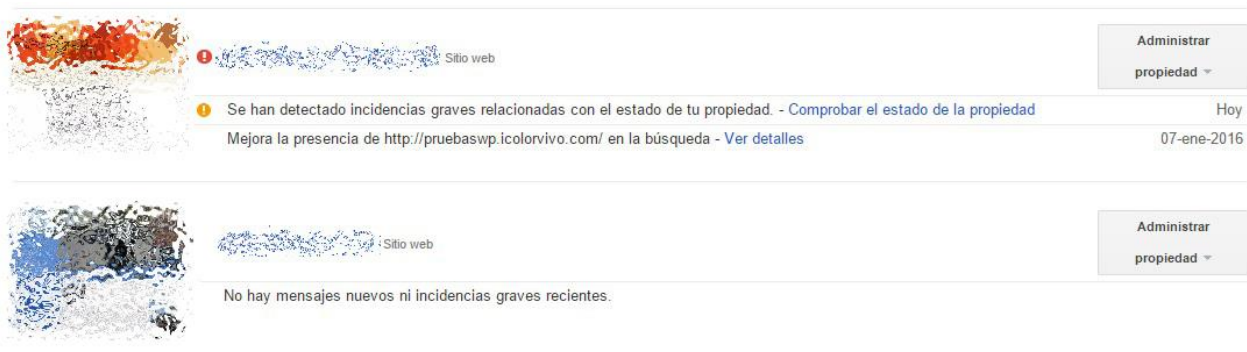 Sitio web
Administrar
propiedad
Se han detectado incidencias graves relacionadas con el estado de tu propiedad. - Comprobar el estado de la propiedad Hoy
Mejora la presencia de http://pruebaswp.icolorvivo.com/ en la búsqueda - Ver detalles 07-ene-2016
Sitio web
Administrar
propiedad
No hay mensajes nuevos ni incidencias graves recientes.